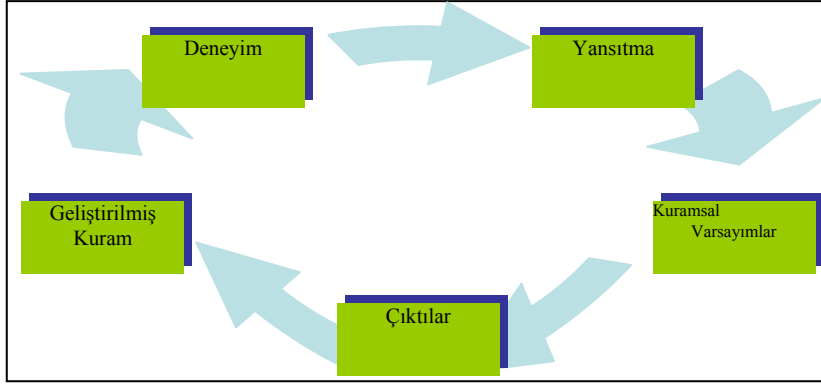 Deneyim
Yansıtma
Kuramsal
Varsayımlar
Çıktılar
Geliştirilmiş
Kuram